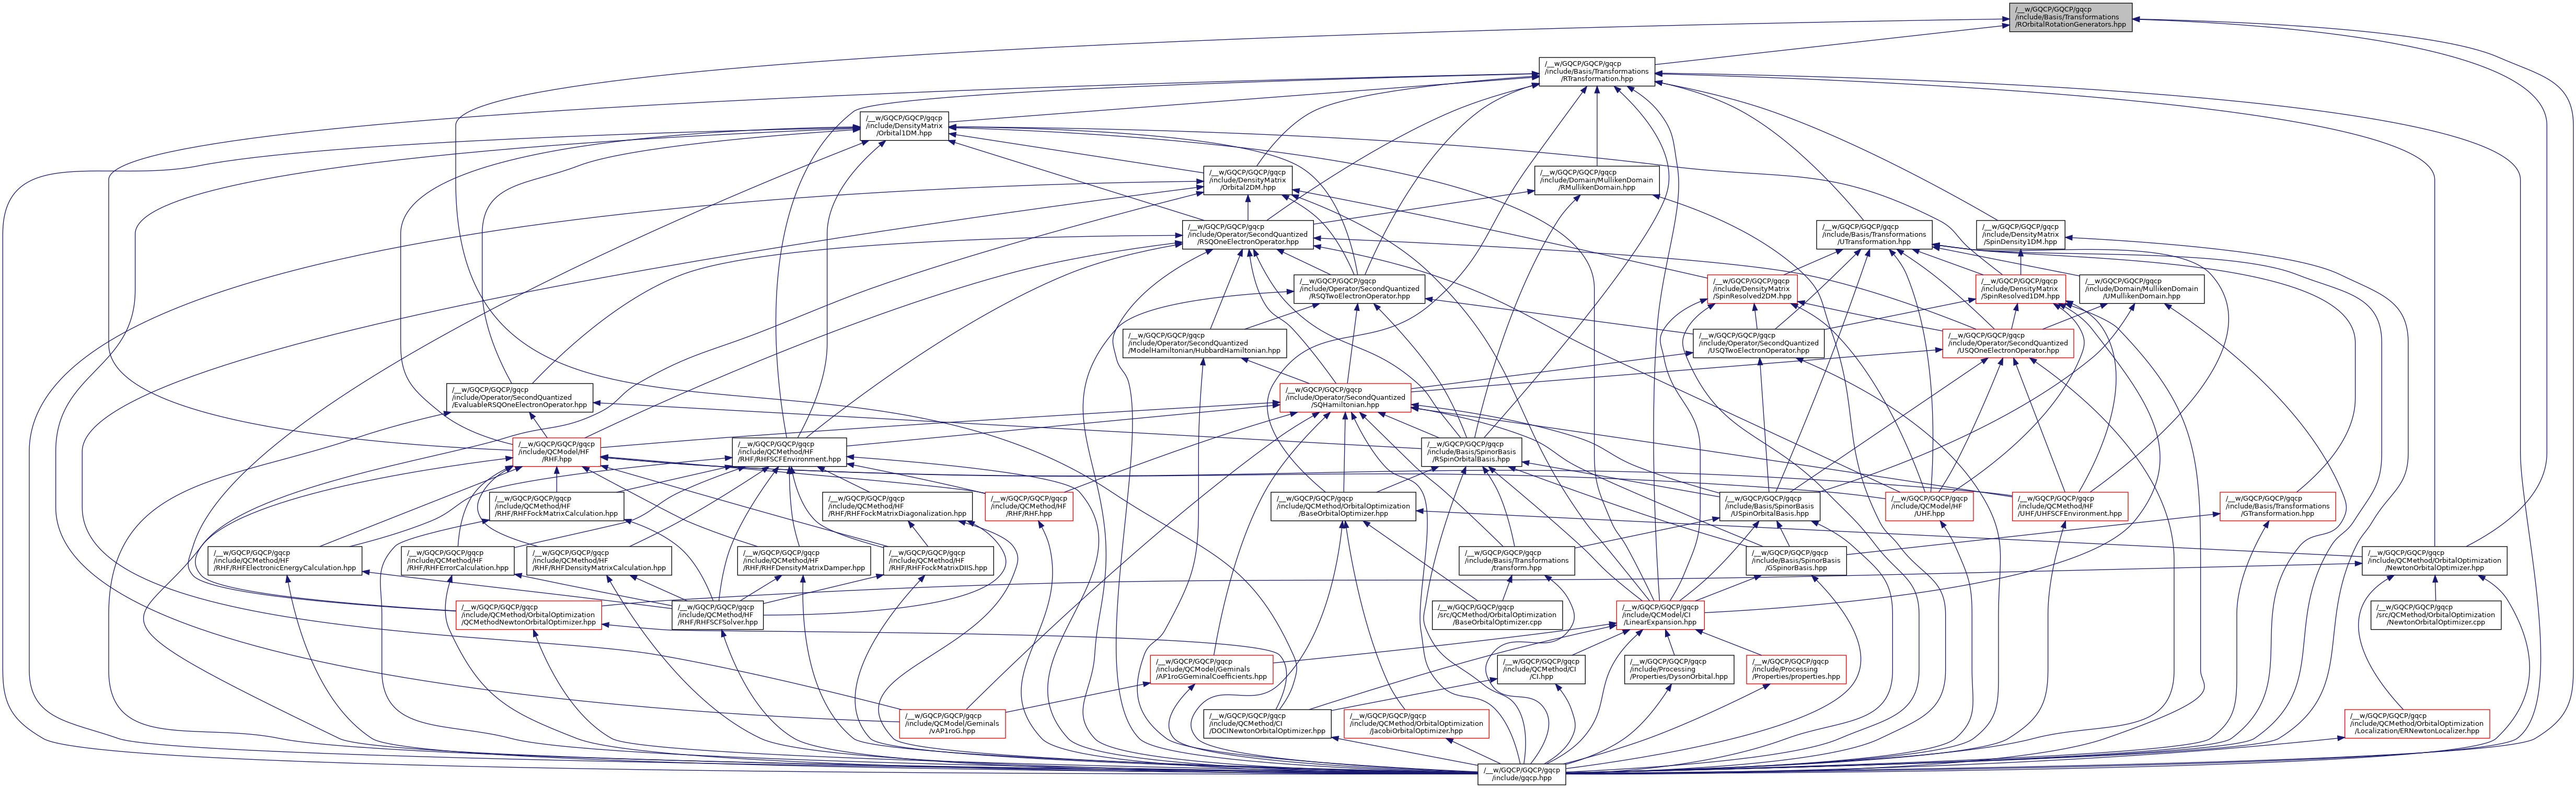 /__w/GQCP/GQCP/gqcp
/include/Basis/Transformations
/ROrbitalRotationGenerators.hpp
/__w/GQCP/GQCP/gqcp
/include/Basis/Transformations
/RTransformation.hpp
/__w/GQCP/GQCP/gqcp
/include/DensityMatrix
/Orbital1DM.hpp
/__w/GQCP/GQCP/gqcp
/include/DensityMatrix
/Orbital2DM.hpp
/__w/GQCP/GQCP/gqcp
/include/Domain/MullikenDomain
/RMullikenDomain.hpp
/__w/GQCP/GQCP/gqcp
/include/Operator/SecondQuantized
/RSQOneElectronOperator.hpp
/__w/GQCP/GQCP/gqcp
/include/Basis/Transformations
/UTransformation.hpp
/__w/GQCP/GQCP/gqcp
/include/DensityMatrix
/SpinDensity1DM.hpp
/__w/GQCP/GQCP/gqcp
/include/Operator/SecondQuantized
/RSQTwoElectronOperator.hpp
/__w/GQCP/GQCP/gqcp
/include/DensityMatrix
/SpinResolved2DM.hpp
/__w/GQCP/GQCP/gqcp
/include/DensityMatrix
/SpinResolved1DM.hpp
/__w/GQCP/GQCP/gqcp
/include/Domain/MullikenDomain
/UMullikenDomain.hpp
/__w/GQCP/GQCP/gqcp
/include/Operator/SecondQuantized
/ModelHamiltonian/HubbardHamiltonian.hpp
/__w/GQCP/GQCP/gqcp
/include/Operator/SecondQuantized
/USQTwoElectronOperator.hpp
/__w/GQCP/GQCP/gqcp
/include/Operator/SecondQuantized
/USQOneElectronOperator.hpp
/__w/GQCP/GQCP/gqcp
/include/Operator/SecondQuantized
/EvaluableRSQOneElectronOperator.hpp
/__w/GQCP/GQCP/gqcp
/include/Operator/SecondQuantized
/SQHamiltonian.hpp
/__w/GQCP/GQCP/gqcp
/include/QCModel/HF
/RHF.hpp
/__w/GQCP/GQCP/gqcp
/include/QCMethod/HF
/RHF/RHFSCFEnvironment.hpp
/__w/GQCP/GQCP/gqcp
/include/Basis/SpinorBasis
/RSpinOrbitalBasis.hpp
/__w/GQCP/GQCP/gqcp
/include/QCMethod/HF
/RHF/RHFFockMatrixCalculation.hpp
/__w/GQCP/GQCP/gqcp
/include/QCMethod/HF
/RHF/RHFFockMatrixDiagonalization.hpp
/__w/GQCP/GQCP/gqcp
/include/QCMethod/HF
/RHF/RHF.hpp
/__w/GQCP/GQCP/gqcp
/include/QCMethod/OrbitalOptimization
/BaseOrbitalOptimizer.hpp
/__w/GQCP/GQCP/gqcp
/include/Basis/SpinorBasis
/USpinOrbitalBasis.hpp
/__w/GQCP/GQCP/gqcp
/include/QCModel/HF
/UHF.hpp
/__w/GQCP/GQCP/gqcp
/include/QCMethod/HF
/UHF/UHFSCFEnvironment.hpp
/__w/GQCP/GQCP/gqcp
/include/Basis/Transformations
/GTransformation.hpp
/__w/GQCP/GQCP/gqcp
/include/QCMethod/HF
/RHF/RHFElectronicEnergyCalculation.hpp
/__w/GQCP/GQCP/gqcp
/include/QCMethod/HF
/RHF/RHFErrorCalculation.hpp
/__w/GQCP/GQCP/gqcp
/include/QCMethod/HF
/RHF/RHFDensityMatrixCalculation.hpp
/__w/GQCP/GQCP/gqcp
/include/QCMethod/HF
/RHF/RHFDensityMatrixDamper.hpp
/__w/GQCP/GQCP/gqcp
/include/QCMethod/HF
/RHF/RHFFockMatrixDIIS.hpp
/__w/GQCP/GQCP/gqcp
/include/Basis/Transformations
/transform.hpp
/__w/GQCP/GQCP/gqcp
/include/Basis/SpinorBasis
/GSpinorBasis.hpp
/__w/GQCP/GQCP/gqcp
/include/QCMethod/OrbitalOptimization
/NewtonOrbitalOptimizer.hpp
/__w/GQCP/GQCP/gqcp
/include/QCMethod/OrbitalOptimization
/QCMethodNewtonOrbitalOptimizer.hpp
/__w/GQCP/GQCP/gqcp
/include/QCMethod/HF
/RHF/RHFSCFSolver.hpp
/__w/GQCP/GQCP/gqcp
/src/QCMethod/OrbitalOptimization
/BaseOrbitalOptimizer.cpp
/__w/GQCP/GQCP/gqcp
/include/QCModel/CI
/LinearExpansion.hpp
/__w/GQCP/GQCP/gqcp
/src/QCMethod/OrbitalOptimization
/NewtonOrbitalOptimizer.cpp
/__w/GQCP/GQCP/gqcp
/include/QCModel/Geminals
/AP1roGGeminalCoefficients.hpp
/__w/GQCP/GQCP/gqcp
/include/QCMethod/CI
/CI.hpp
/__w/GQCP/GQCP/gqcp
/include/Processing
/Properties/DysonOrbital.hpp
/__w/GQCP/GQCP/gqcp
/include/Processing
/Properties/properties.hpp
/__w/GQCP/GQCP/gqcp
/include/QCModel/Geminals
/vAP1roG.hpp
/__w/GQCP/GQCP/gqcp
/include/QCMethod/CI
/DOCINewtonOrbitalOptimizer.hpp
/__w/GQCP/GQCP/gqcp
/include/QCMethod/OrbitalOptimization
/JacobiOrbitalOptimizer.hpp
/__w/GQCP/GQCP/gqcp
/include/QCMethod/OrbitalOptimization
/Localization/ERNewtonLocalizer.hpp
/__w/GQCP/GQCP/gqcp
/include/gqcp.hpp